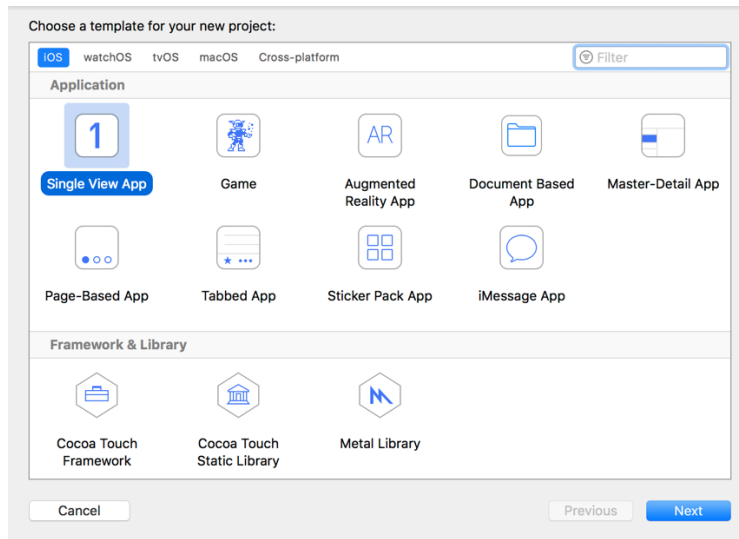 Choose a template for your new project:
iOS watchOS tvOS macOS Cross-platform Filter
Application
1 AR
Single View App Game Augmented Reality App Document Based App Master-Detail App
Page-Based App Tabbed App Sticker Pack App iMessage App
Framework & Library
Cocoa Touch Framework Cocoa Touch Static Library Metal Library
Cancel Previous Next